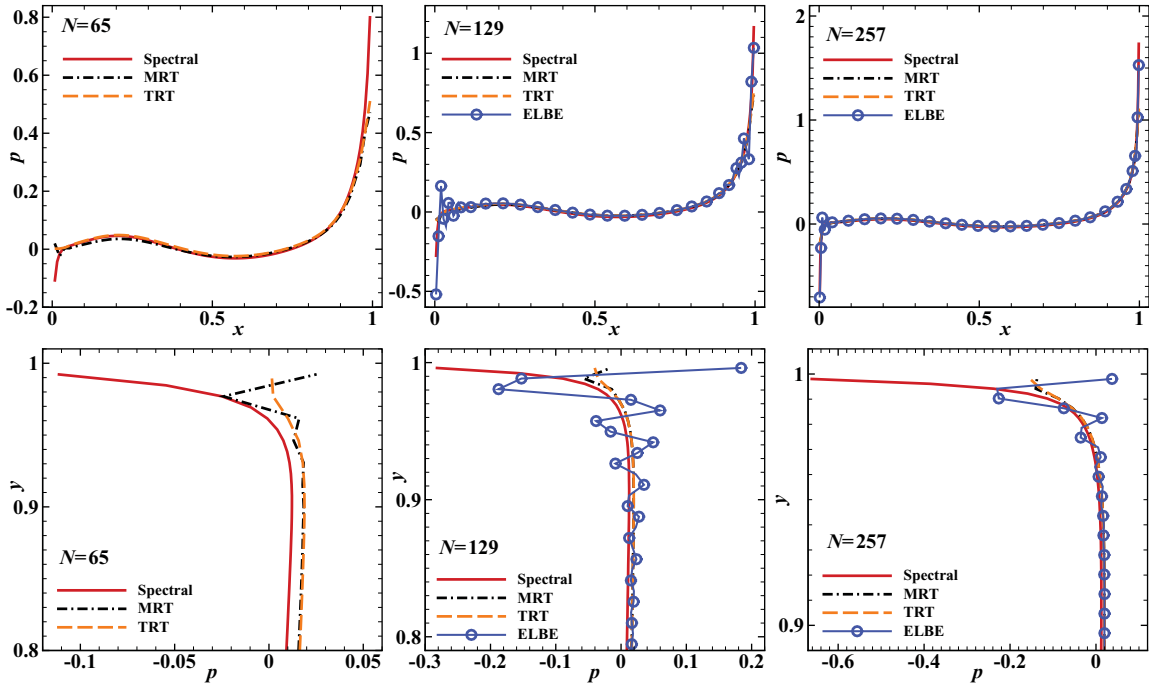 N=65
Spectral
MRT
TRT
0.8
0.6
0.4
0.2
0
-0.2
p
0
0.5
1
x
N=129
Spectral
MRT
TRT
ELBE
1
0.5
0
-0.5
p
0
0.5
1
x
N=257
Spectral
MRT
TRT
ELBE
2
1
0
p
0
0.5
1
x
1
0.9
0.8
y
N=65
Spectral
MRT
TRT
-0.1
-0.05
0
0.05
p
1
0.9
0.8
y
N=129
Spectral
MRT
TRT
ELBE
-0.3
-0.2
-0.1
0
0.1
0.2
p
1
0.9
y
N=257
Spectral
MRT
TRT
ELBE
-0.6
-0.4
-0.2
0
p